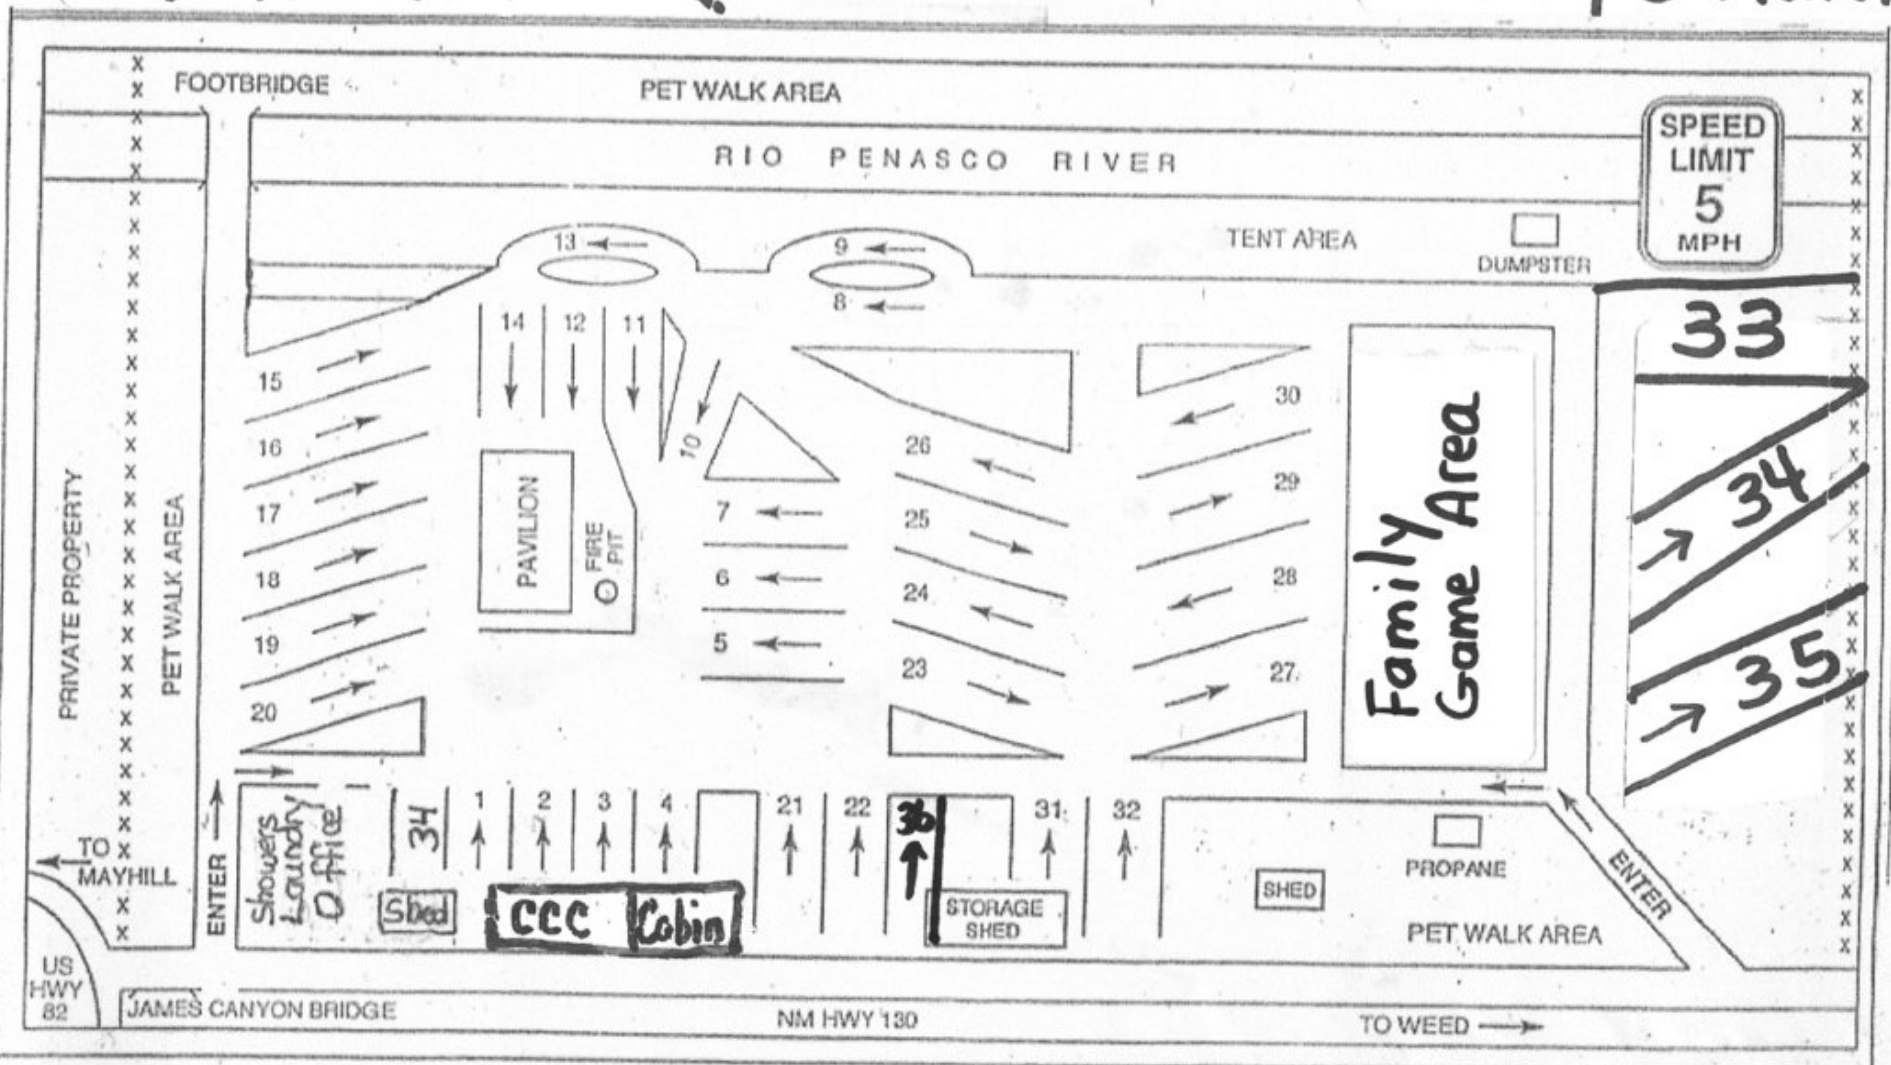 FOOTBRIDGE
PET WALK AREA
RIO PENASCO RIVER
SPEED
LIMIT
5
MPH
TENT AREA
DUMPSTER
13
9
8
14
12
11
10
15
16
17
18
19
20
PAVILION
FIRE
PIT
7
6
5
26
25
24
23
30
29
28
27
Family
Game Area
33
34
35
PRIVATE PROPERTY
PET WALK AREA
TO
MAYHILL
ENTER
Showers
Laundry
Office
34
Shed
1
2
3
4
CCC
Cabin
21
22
36
STORAGE
SHED
31
32
SHED
PROPANE
PET WALK AREA
ENTER
US
HWY
82
JAMES CANYON BRIDGE
NM HWY 130
TO WEED